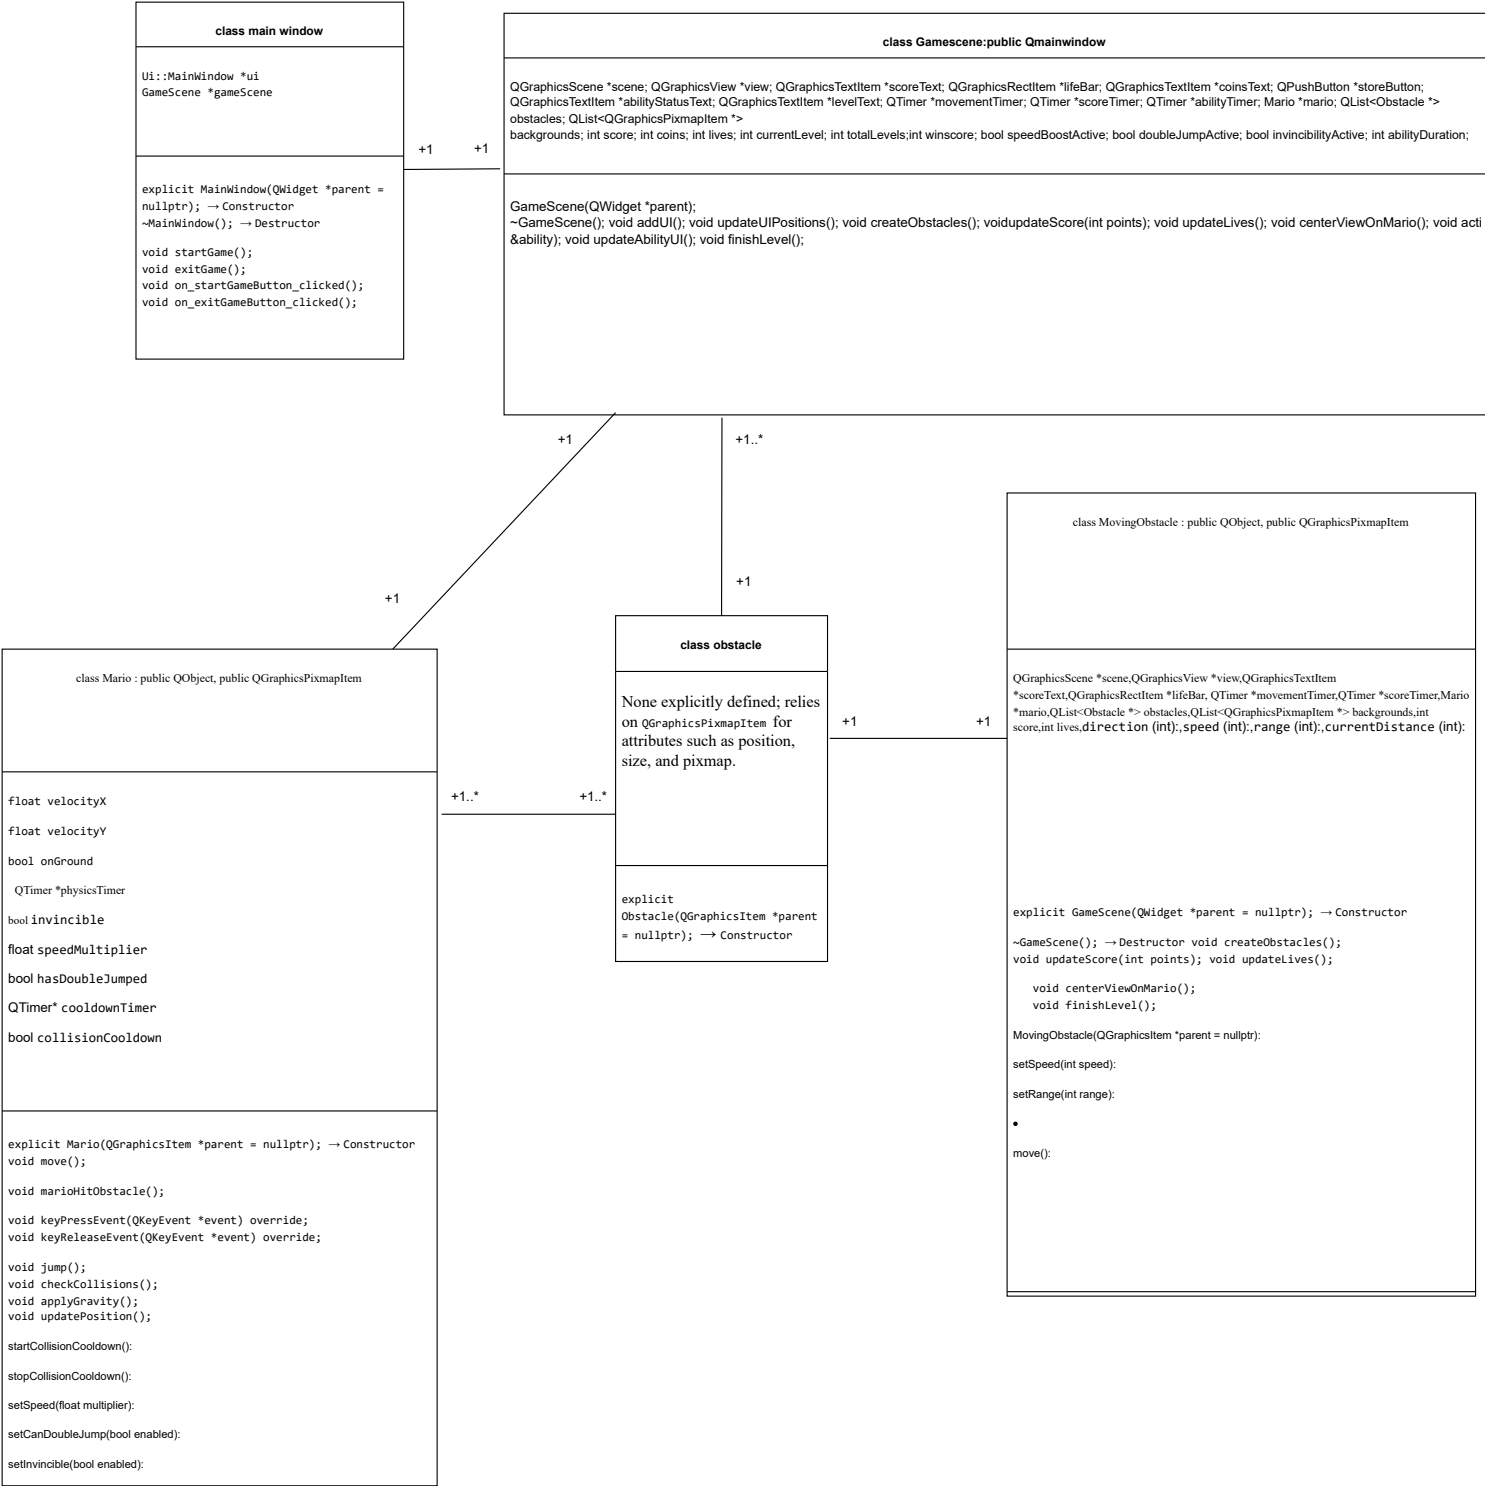 class main window
Ui::MainWindow *ui
GameScene *gameScene
explicit MainWindow(QWidget *parent =
nullptr); → Constructor
~MainWindow(); → Destructor
void startGame();
void exitGame();
void on_startGameButton_clicked();
void on_exitGameButton_clicked();
+1
+1
class Gamescene:public Qmainwindow
QGraphicsScene *scene; QGraphicsView *view; QGraphicsTextItem *scoreText; QGraphicsRectItem *lifeBar; QGraphicsTextItem *coinsText; QPushButton *storeButton;
QGraphicsTextItem *abilityStatusText; QGraphicsTextItem *levelText; QTimer *movementTimer; QTimer *scoreTimer; QTimer *abilityTimer; Mario *mario; QList<Obstacle *>
obstacles; QList<QGraphicsPixmapItem *>
backgrounds; int score; int coins; int lives; int currentLevel; int totalLevels;int winscore; bool speedBoostActive; bool doubleJumpActive; bool invincibilityActive; int abilityDuration;
GameScene(QWidget *parent);
~GameScene(); void addUI(); void updateUIPositions(); void createObstacles(); voidupdateScore(int points); void updateLives(); void centerViewOnMario(); void acti
&ability); void updateAbilityUI(); void finishLevel();
+1
+1..*
+1
+1
class Mario : public QObject, public QGraphicsPixmapItem
float velocityX
float velocityY
bool onGround
QTimer *physicsTimer
bool invincible
float speedMultiplier
bool hasDoubleJumped
QTimer* cooldownTimer
bool collisionCooldown
explicit Mario(QGraphicsItem *parent = nullptr); → Constructor
void move();
void marioHitObstacle();
void keyPressEvent(QKeyEvent *event) override;
void keyReleaseEvent(QKeyEvent *event) override;
void jump();
void checkCollisions();
void applyGravity();
void updatePosition();
startCollisionCooldown():
stopCollisionCooldown():
setSpeed(float multiplier):
setCanDoubleJump(bool enabled):
setInvincible(bool enabled):
+1..*
+1..*
class obstacle
None explicitly defined; relies
on QGraphicsPixmapItem for
attributes such as position,
size, and pixmap.
explicit
Obstacle(QGraphicsItem *parent
= nullptr); → Constructor
+1
+1
class MovingObstacle : public QObject, public QGraphicsPixmapItem
QGraphicsScene *scene,QGraphicsView *view,QGraphicsTextItem
*scoreText,QGraphicsRectItem *lifeBar, QTimer *movementTimer,QTimer *scoreTimer,Mario
*mario,QList<Obstacle *> obstacles,QList<QGraphicsPixmapItem *> backgrounds,int
score,int lives,direction (int):,speed (int):,range (int):,currentDistance (int):
explicit GameScene(QWidget *parent = nullptr); → Constructor
~GameScene(); → Destructor void createObstacles();
void updateScore(int points); void updateLives();
void centerViewOnMario();
void finishLevel();
MovingObstacle(QGraphicsItem *parent = nullptr):
setSpeed(int speed):
setRange(int range):
•
move():